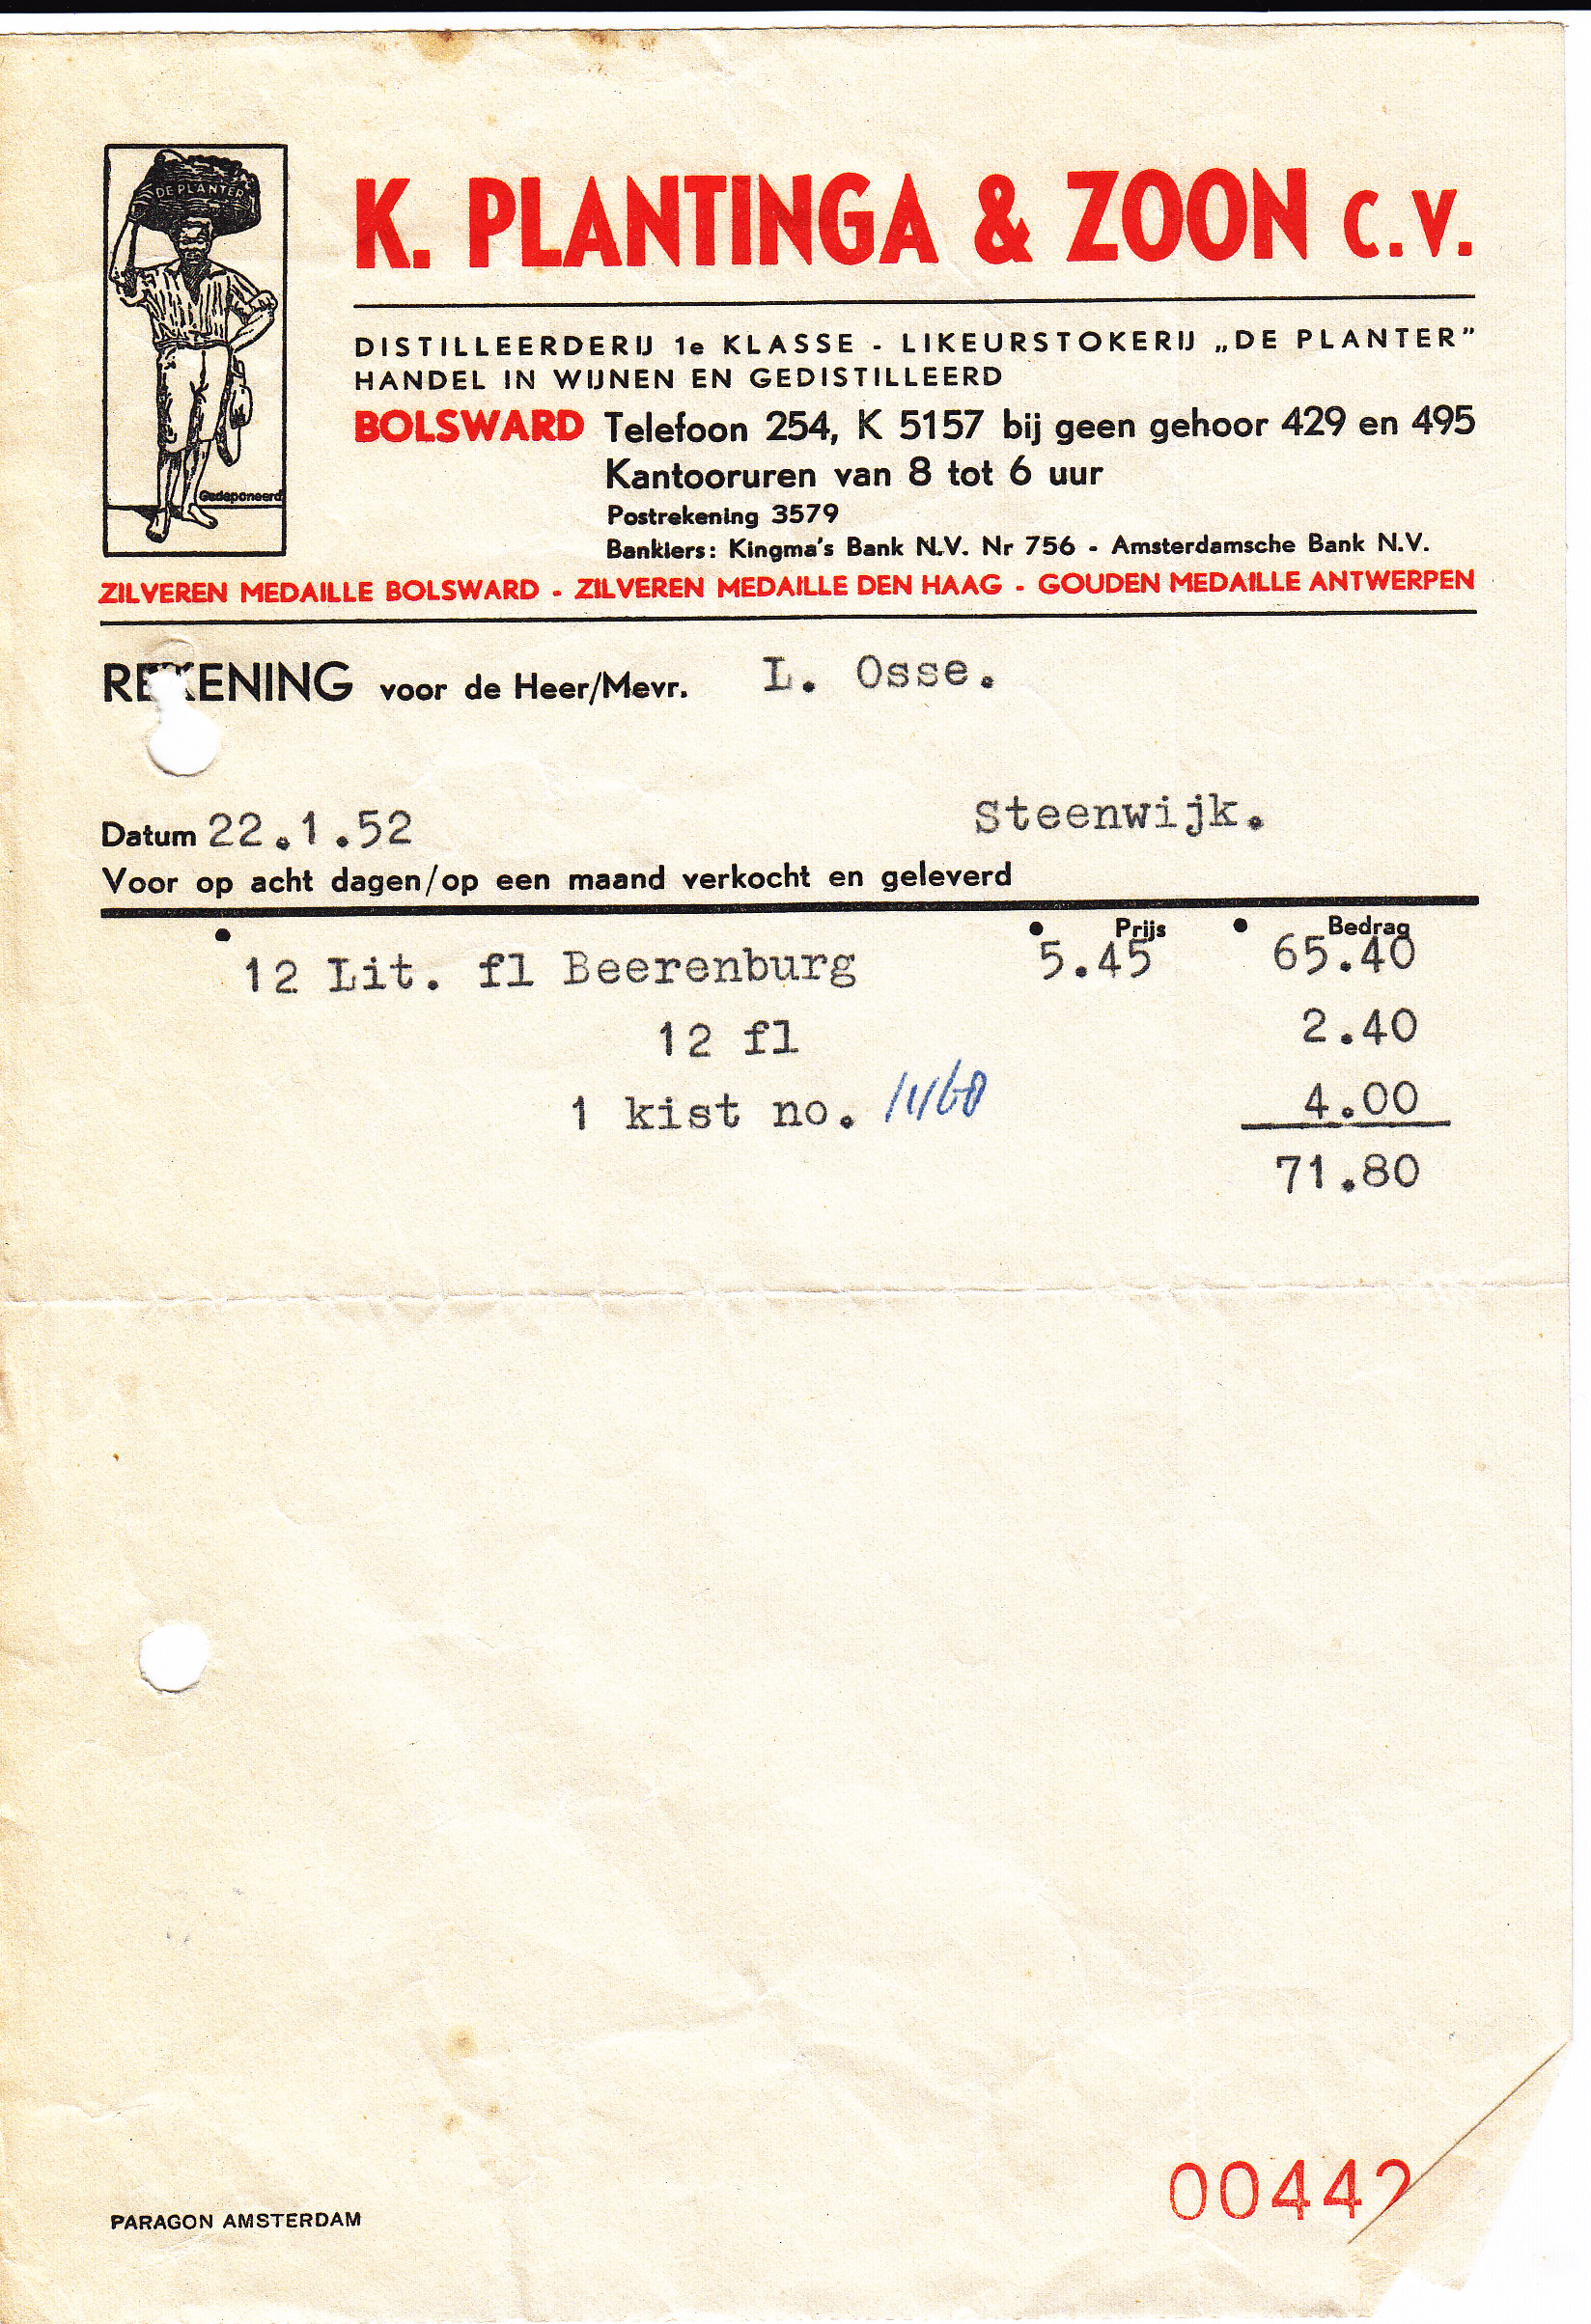 DE PLANTER
Gedeponeerd
K. PLANTINGA & ZOON C.V.
DISTILLEERDERIJ 1e KLASSE - LIKEURSTOKERIJ „DE PLANTER”
HANDEL IN WIJNEN EN GEDISTILLEERD
BOLSWARD Telefoon 254, K 5157 bij geen gehoor 429 en 495
Kantooruren van 8 tot 6 uur
Postrekening 3579
Bankiers: Kingma's Bank N.V. Nr 756 - Amsterdamsche Bank N.V.
ZILVEREN MEDAILLE BOLSWARD - ZILVEREN MEDAILLE DEN HAAG - GOUDEN MEDAILLE ANTWERPEN
REKENING voor de Heer/Mevr. L. Osse.
Steenwijk.
Datum 22.1.52
Voor op acht dagen/op een maand verkocht en geleverd
Prijs Bedrag
12 Lit. fl Beerenburg 5.45 65.40
12 fl 2.40
1 kist no. 4.00
71.80
PARAGON AMSTERDAM